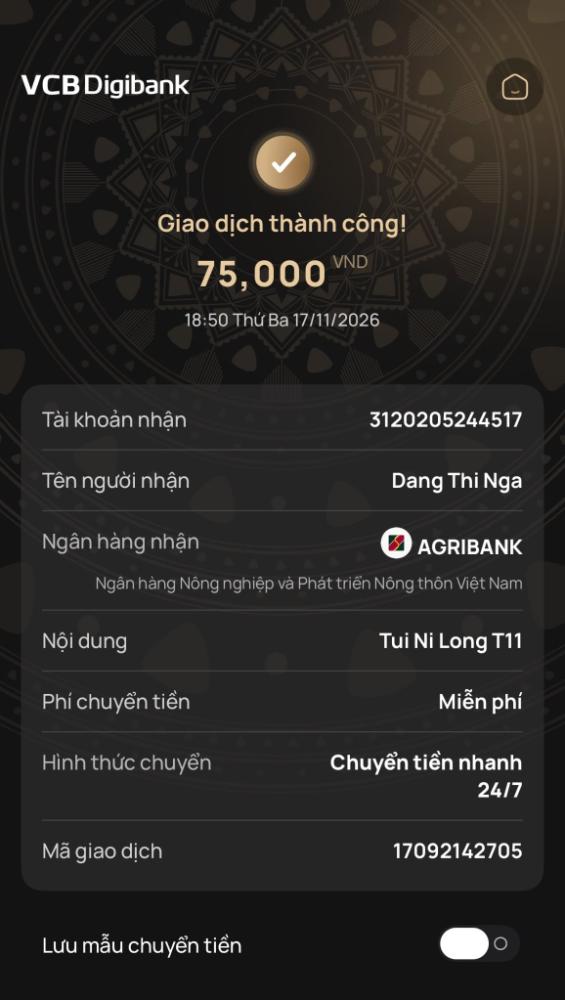 VCB Digibank
Giao dịch thành công!
75,000 VND
18:50 Thứ Ba 17/11/2026
Tài khoản nhận 3120205244517
Tên người nhận Dang Thi Nga
Ngân hàng nhận AGRIBANK
Ngân hàng Nông nghiệp và Phát triển Nông thôn Việt Nam
Nội dung Tui Ni Long T11
Phí chuyển tiền Miễn phí
Hình thức chuyển Chuyển tiền nhanh
24/7
Mã giao dịch 17092142705
Lưu mẫu chuyển tiền